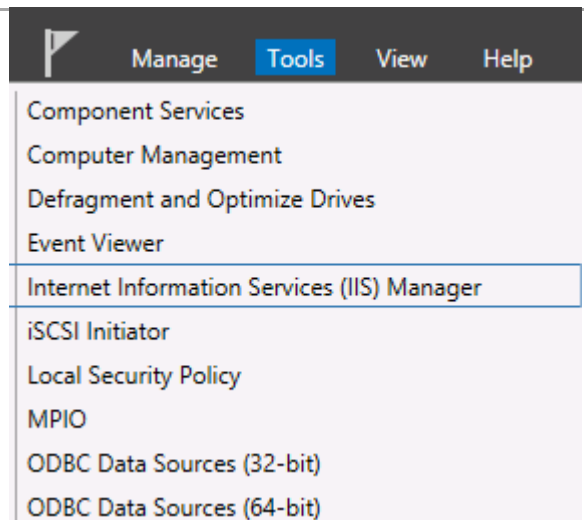 Manage Tools View Help
Component Services
Computer Management
Defragment and Optimize Drives
Event Viewer
Internet Information Services (IIS) Manager
iSCSI Initiator
Local Security Policy
MPIO
ODBC Data Sources (32-bit)
ODBC Data Sources (64-bit)